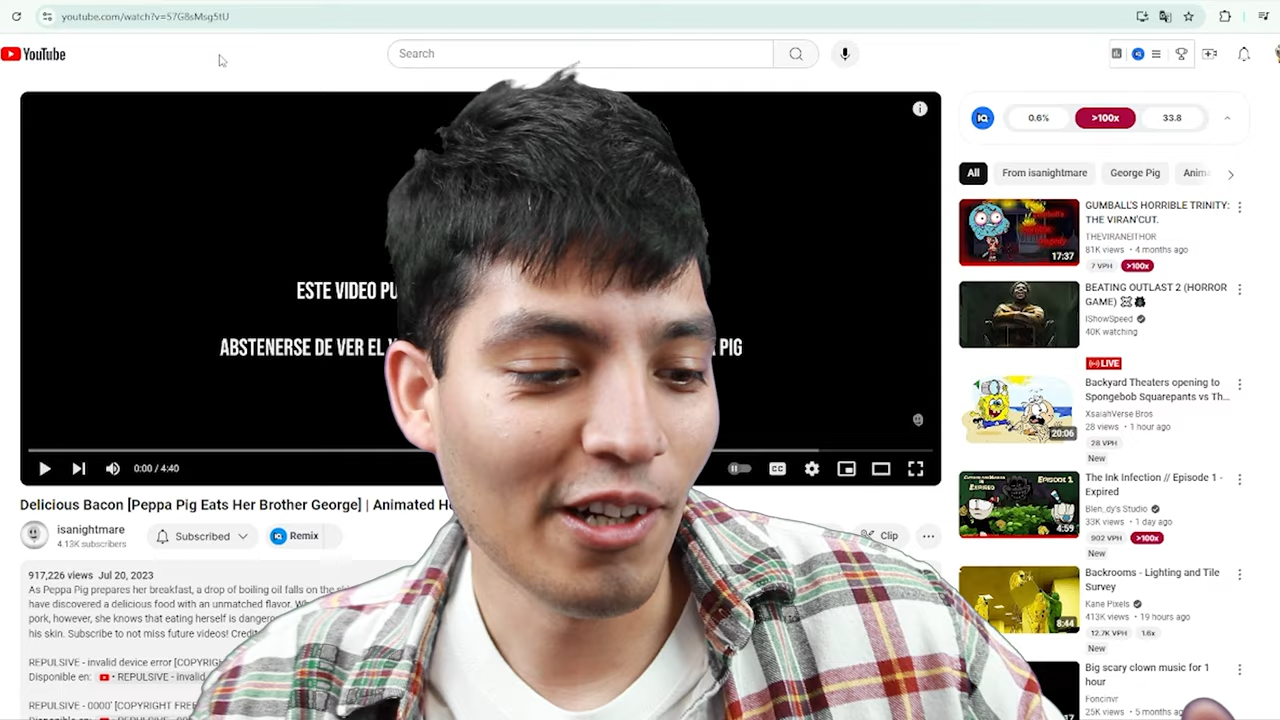 youtube.com/watch?v=57G8sMsg5tU
YouTube
Search
ESTE VIDEO PU
ABSTENERSE DE VER EL
PIG
0:00 / 4:40
CC
Delicious Bacon [Peppa Pig Eats Her Brother George] | Animated
isanightmare
4.13K subscribers
Subscribed
IQ Remix
Clip
917,226 views Jul 20, 2023
As Peppa Pig prepares her breakfast, a drop of boiling oil falls on the
have discovered a delicious food with an unmatched flavor.
pork, however, she knows that eating herself is
his skin. Subscribe to not miss future videos!
REPULSIVE - invalid device error
Disponible en: • REPULSIVE -
REPULSIVE - 0000' [COPYRIGHT
IQ
0.6%
>100x
33.8
All
From isanightmare
George Pig
GUMBALL'S HORRIBLE TRINITY:
THE VIRAN'CUT.
THEVIRANEITHOR
81K views • 4 months ago
7 VPH >100x
17:37
BEATING OUTLAST 2 (HORROR
GAME)
IShowSpeed
40K watching
LIVE
Backyard Theaters opening to
Spongebob Squarepants vs Th...
XsaiahVerse Bros
28 views • 1 hour ago
28 VPH
New
20:06
The Ink Infection // Episode 1 -
Expired
Blen_dy's Studio
33K views • 1 day ago
902 VPH >100x
New
EPISODE 1
EXPIRED
4:59
Backrooms - Lighting and Tile
Survey
Kane Pixels
413K views • 19 hours ago
12.7K VPH 1.6x
New
8:44
Big scary clown music for 1
hour
Foncinvr
25K views • 5 months